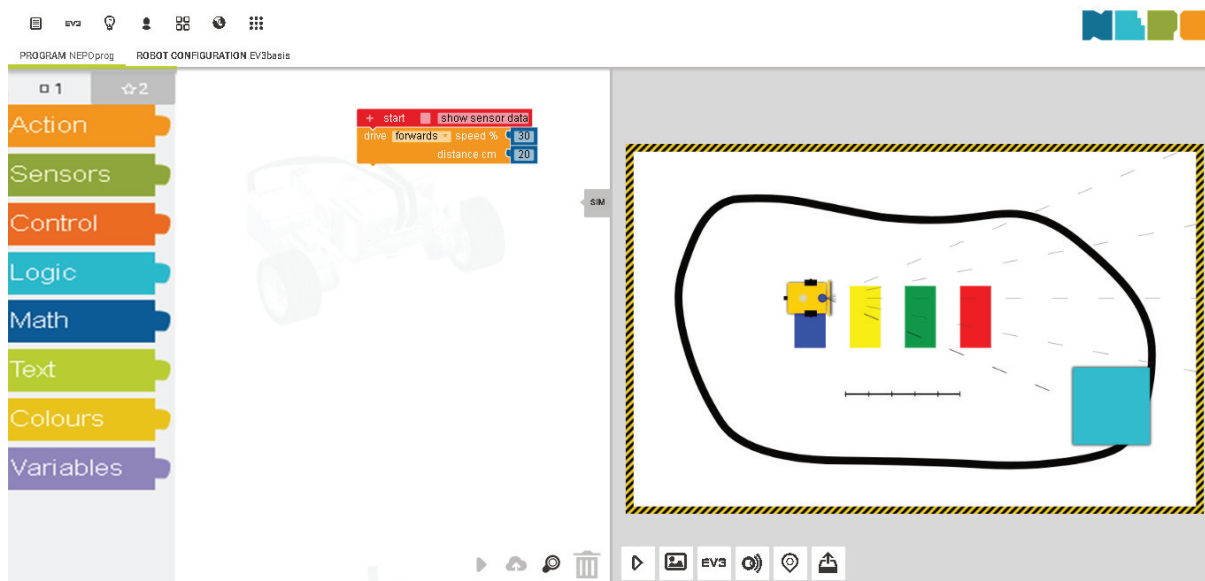 EV3
PROGRAM NEPOprog ROBOT CONFIGURATION EV3basis
NEPO
1 2
Action
Sensors
Control
Logic
Math
Text
Colours
Variables
+ start show sensor data
drive forwards speed % 30
distance cm 20
SIM
EV3